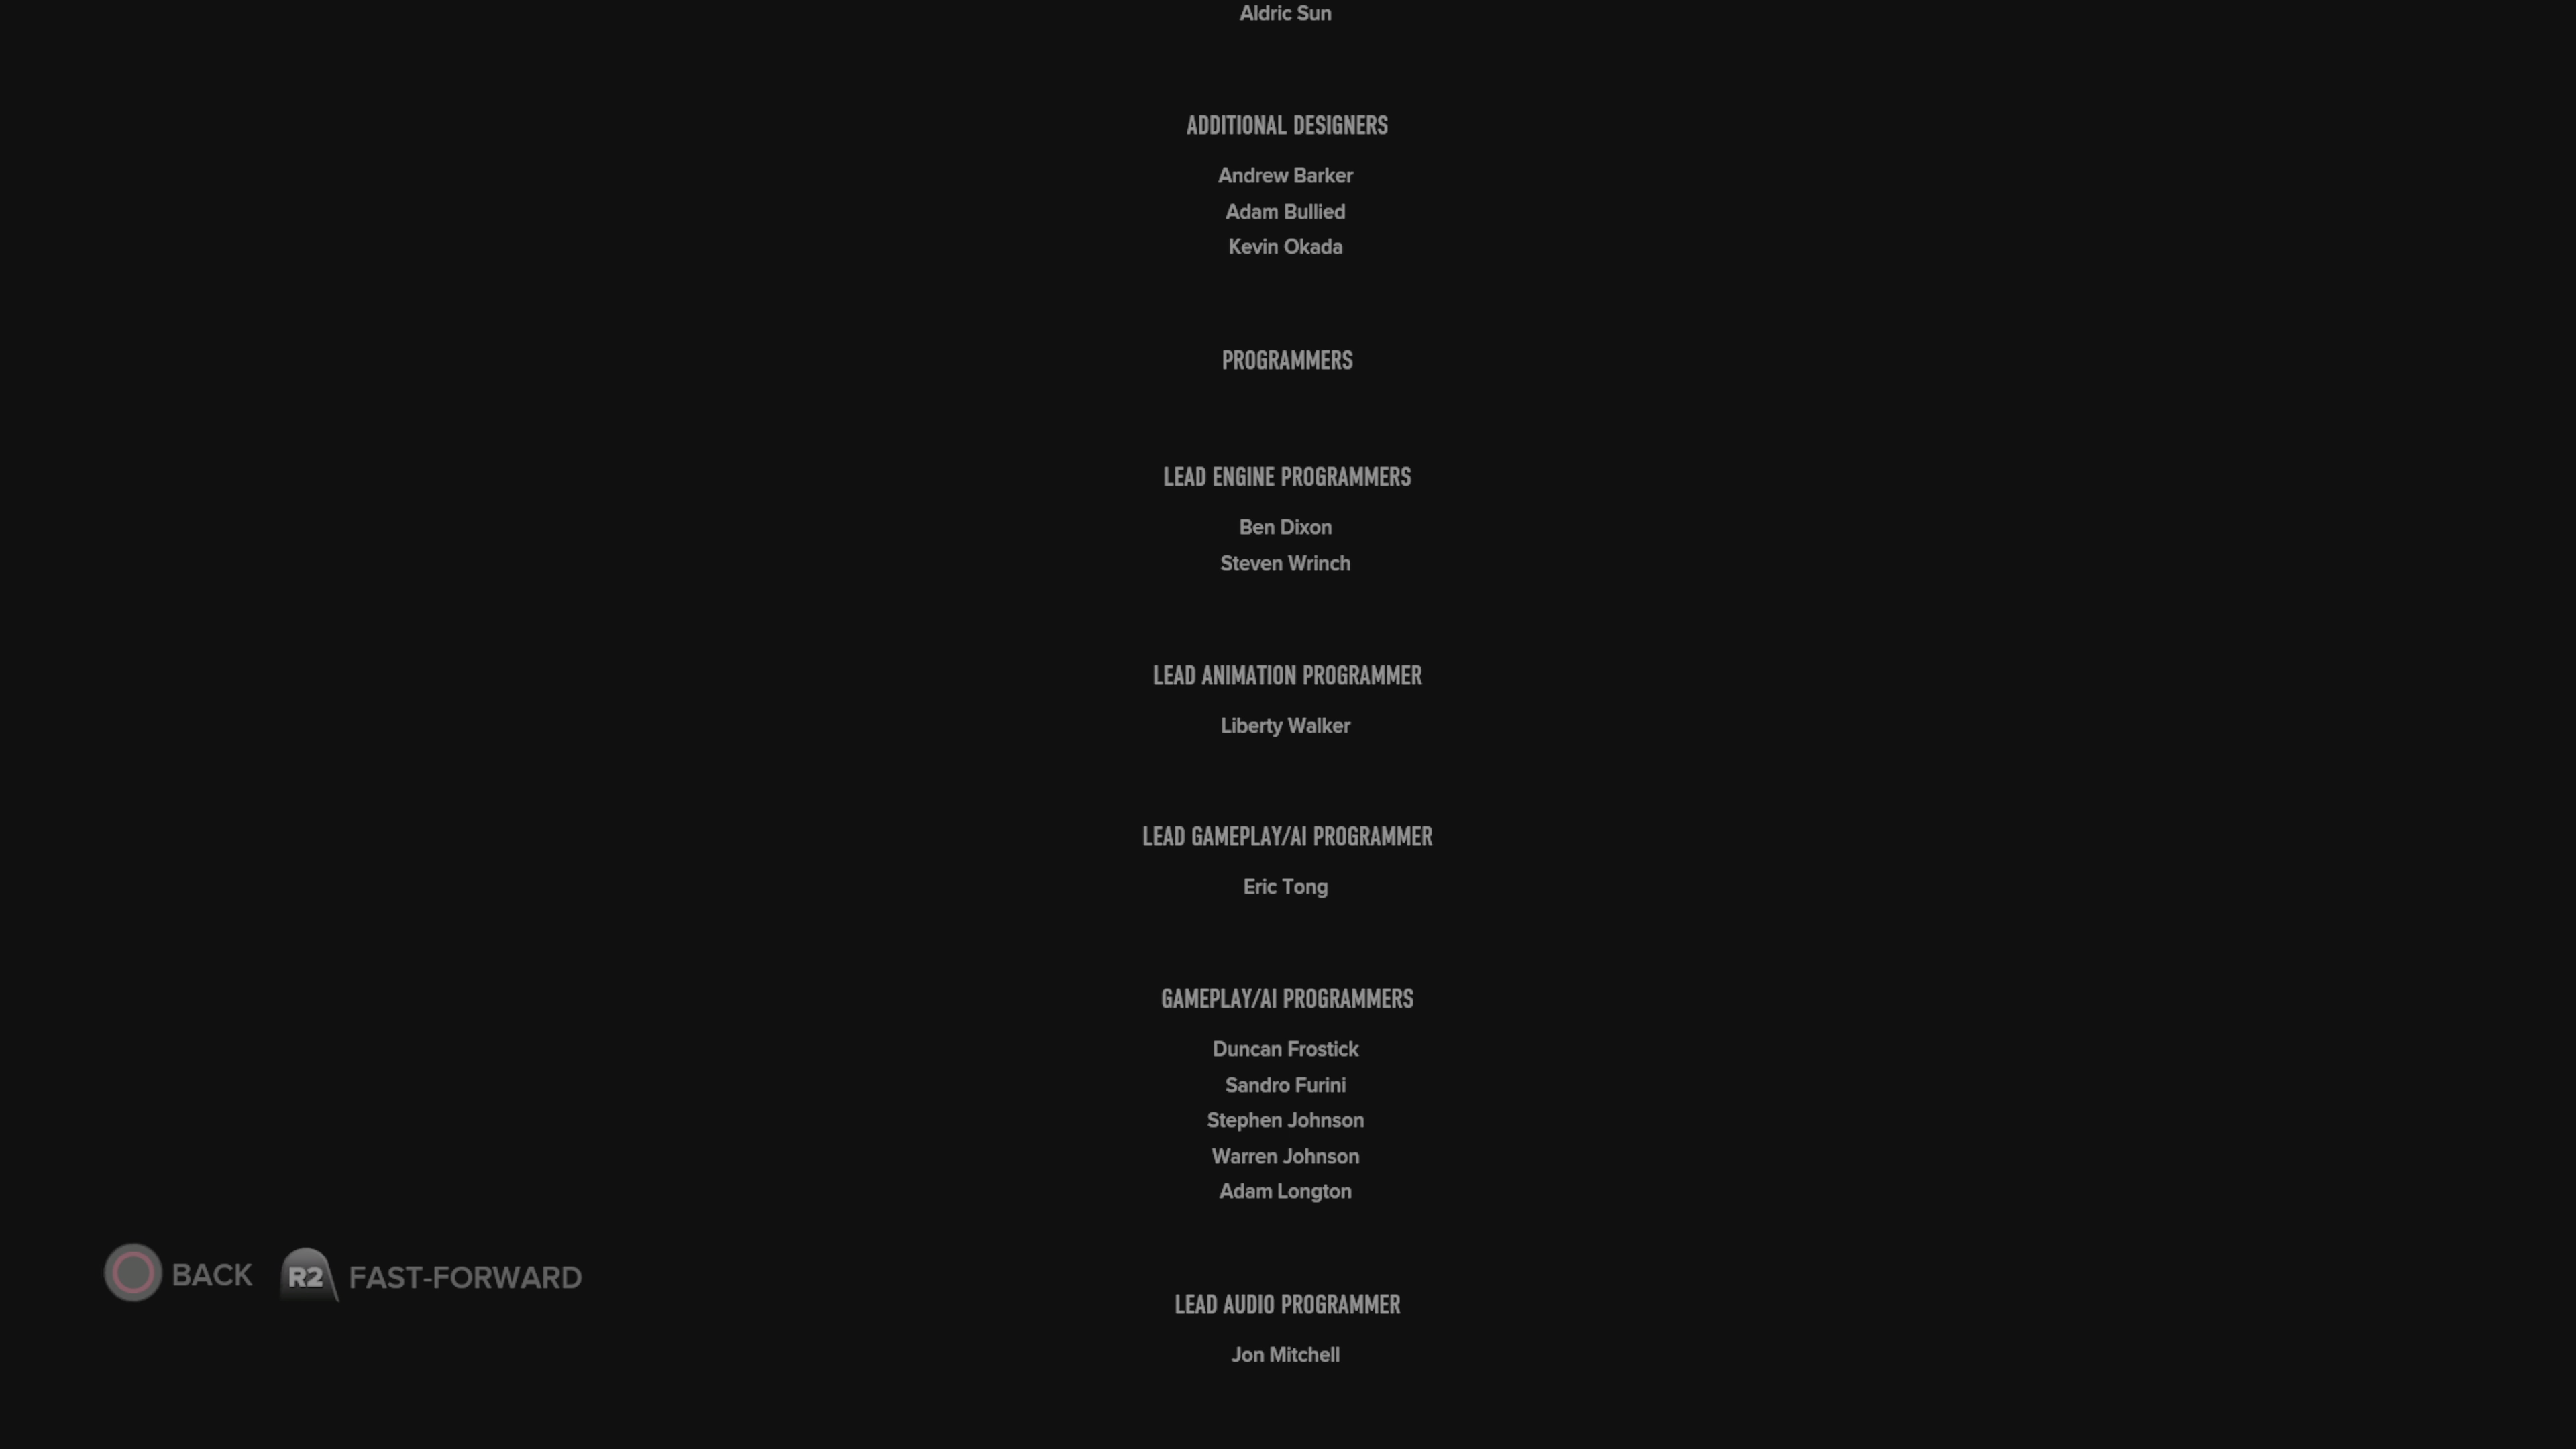 Aldric Sun
ADDITIONAL DESIGNERS
Andrew Barker
Adam Bullied
Kevin Okada
PROGRAMMERS
LEAD ENGINE PROGRAMMERS
Ben Dixon
Steven Wrinch
LEAD ANIMATION PROGRAMMER
Liberty Walker
LEAD GAMEPLAY/AI PROGRAMMER
Eric Tong
GAMEPLAY/AI PROGRAMMERS
Duncan Frostick
Sandro Furini
Stephen Johnson
Warren Johnson
Adam Longton
BACK R2 FAST-FORWARD
LEAD AUDIO PROGRAMMER
Jon Mitchell